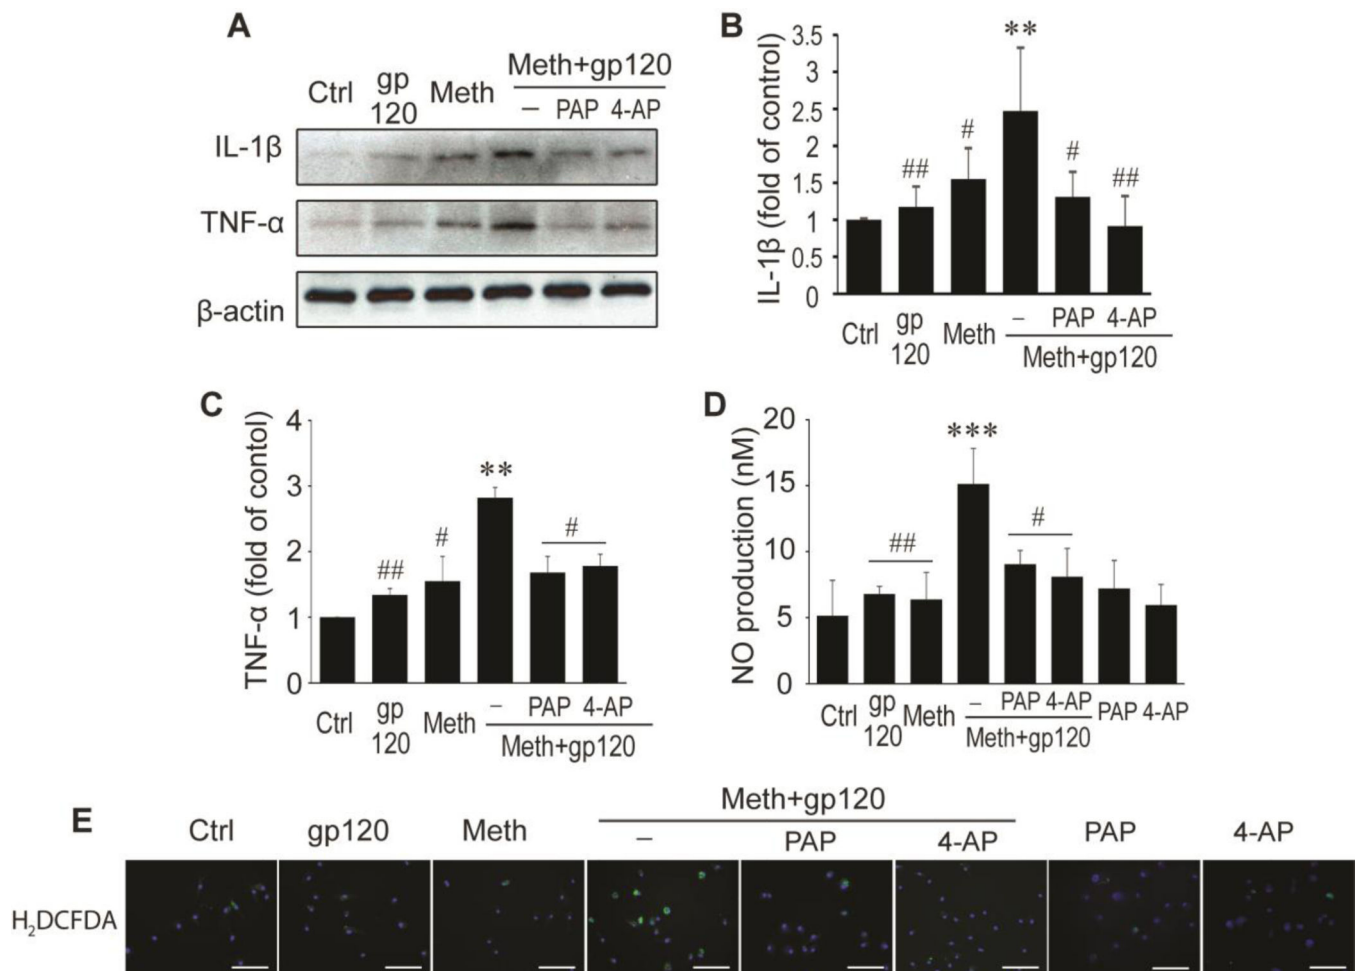 A
Meth+gp120
Ctrl
gp
120
Meth
–
PAP
4-AP
IL-1β
TNF-α
β-actin
B
IL-1β (fold of control)
3.5
3
2.5
2
1.5
1
0.5
0
**
#
##
#
##
Ctrl
gp
120
Meth
–
PAP
4-AP
Meth+gp120
C
TNF-α (fold of contol)
4
3
2
1
0
**
#
##
#
Ctrl
gp
120
Meth
–
PAP
4-AP
Meth+gp120
D
NO production (nM)
20
15
10
5
0
***
#
##
Ctrl
gp
120
Meth
–
PAP
4-AP
PAP
4-AP
Meth+gp120
E
Meth+gp120
Ctrl
gp120
Meth
–
PAP
4-AP
PAP
4-AP
H₂DCFDA